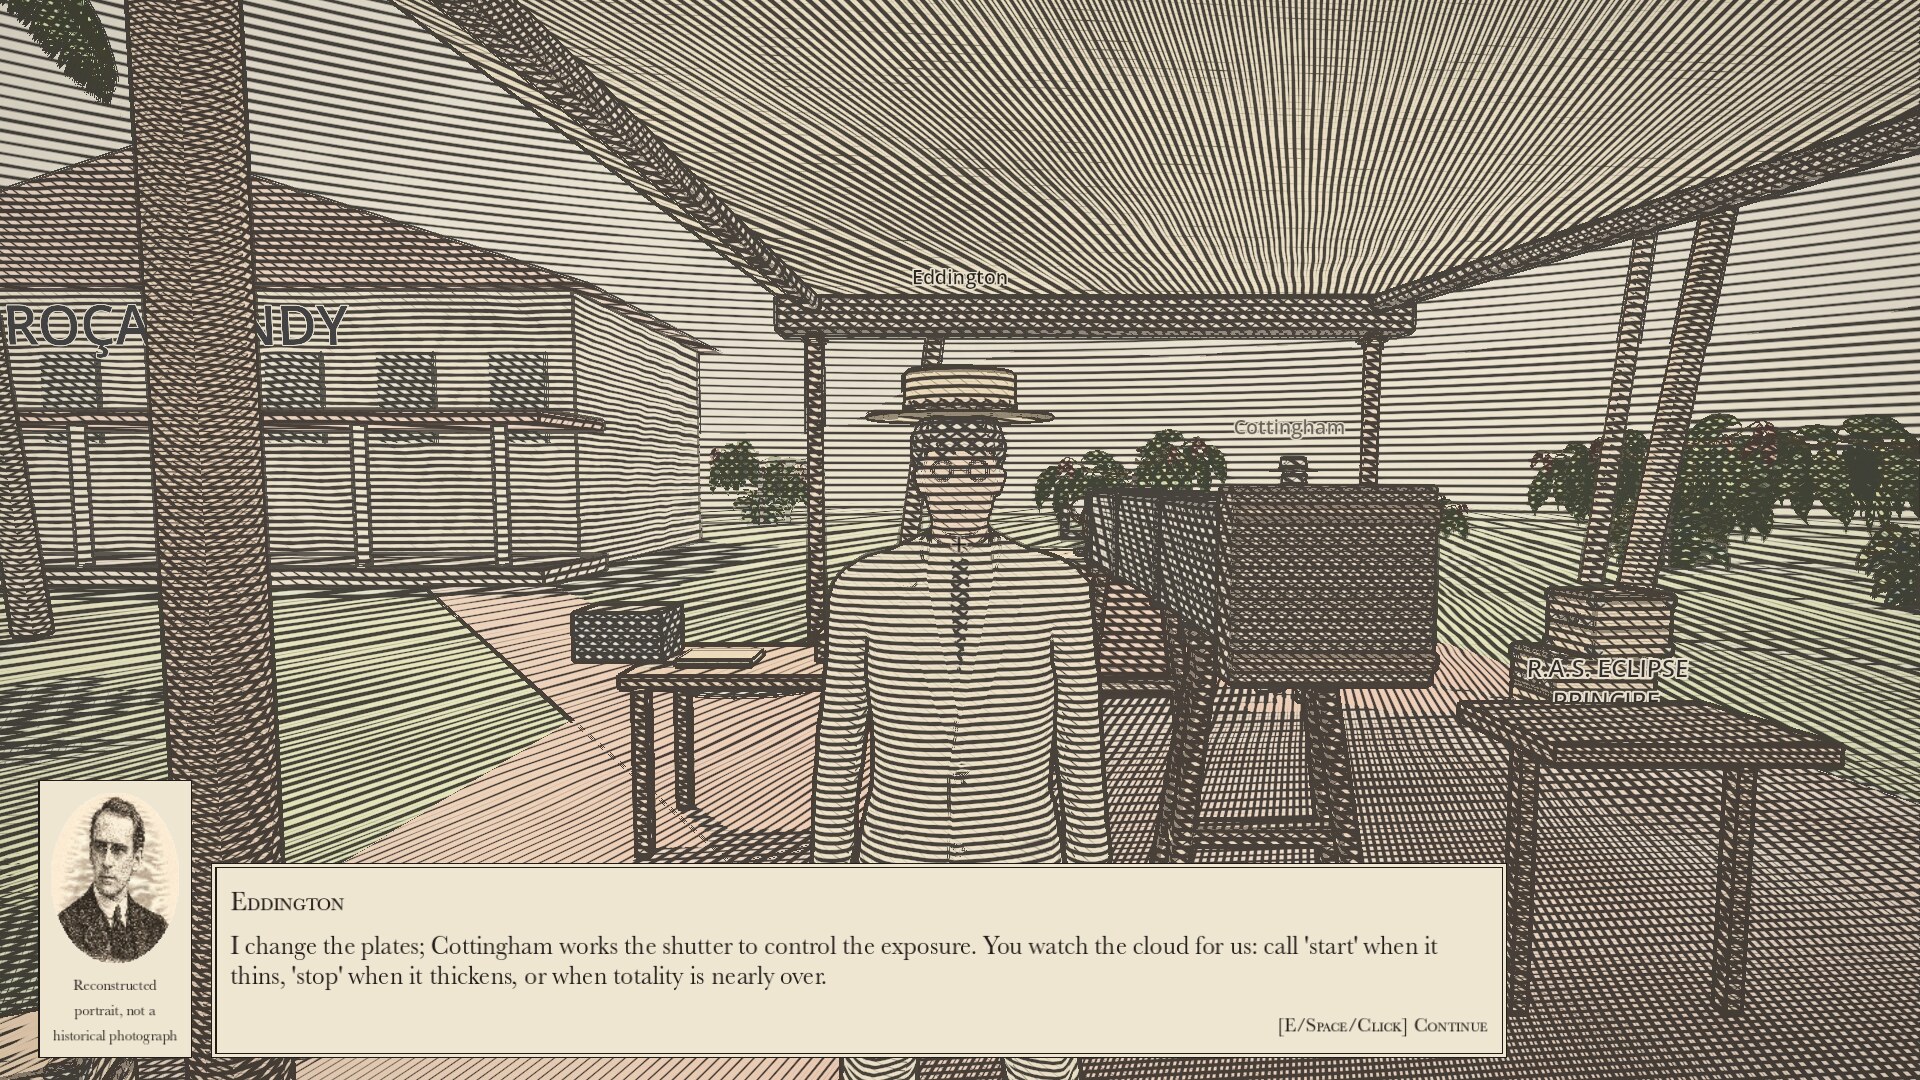 Eddington
ROÇA NDY
Cottingham
R.A.S. ECLIPSE
PRINCIPE
EDDINGTON
I change the plates; Cottingham works the shutter to control the exposure. You watch the cloud for us: call 'start' when it
thins, 'stop' when it thickens, or when totality is nearly over.
[E/SPACE/CLICK] CONTINUE
Reconstructed
portrait, not a
historical photograph